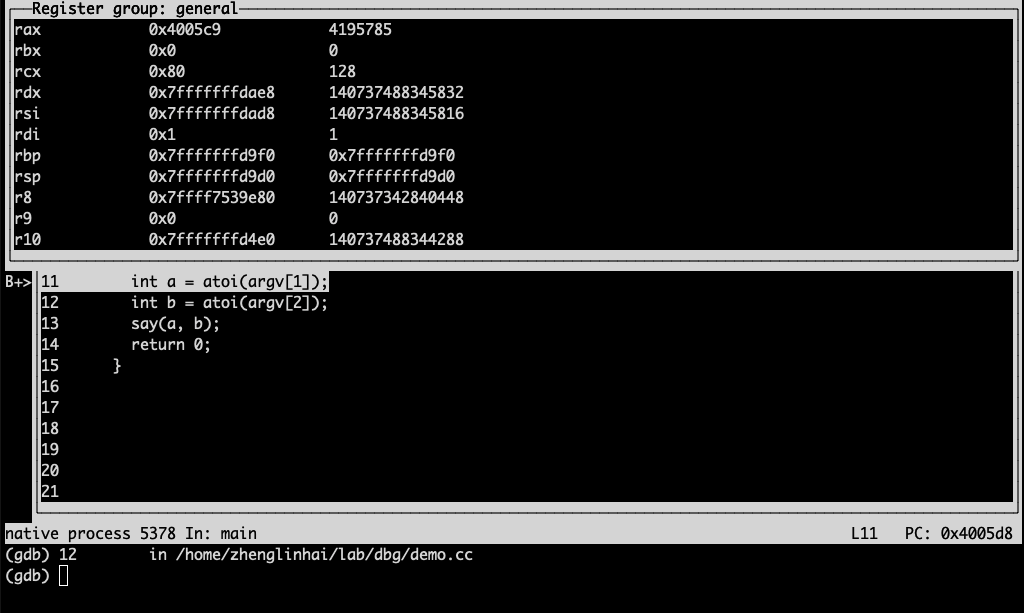 Register group: general
rax 0x4005c9 4195785
rbx 0x0 0
rcx 0x80 128
rdx 0x7fffffffdae8 140737488345832
rsi 0x7fffffffdad8 140737488345816
rdi 0x1 1
rbp 0x7fffffffd9f0 0x7fffffffd9f0
rsp 0x7fffffffd9d0 0x7fffffffd9d0
r8 0x7ffff7539e80 140737342840448
r9 0x0 0
r10 0x7fffffffd4e0 140737488344288
B+> 11 int a = atoi(argv[1]);
12 int b = atoi(argv[2]);
13 say(a, b);
14 return 0;
15 }
16
17
18
19
20
21
native process 5378 In: main L11 PC: 0x4005d8
(gdb) 12 in /home/zhenglinhai/lab/dbg/demo.cc
(gdb)